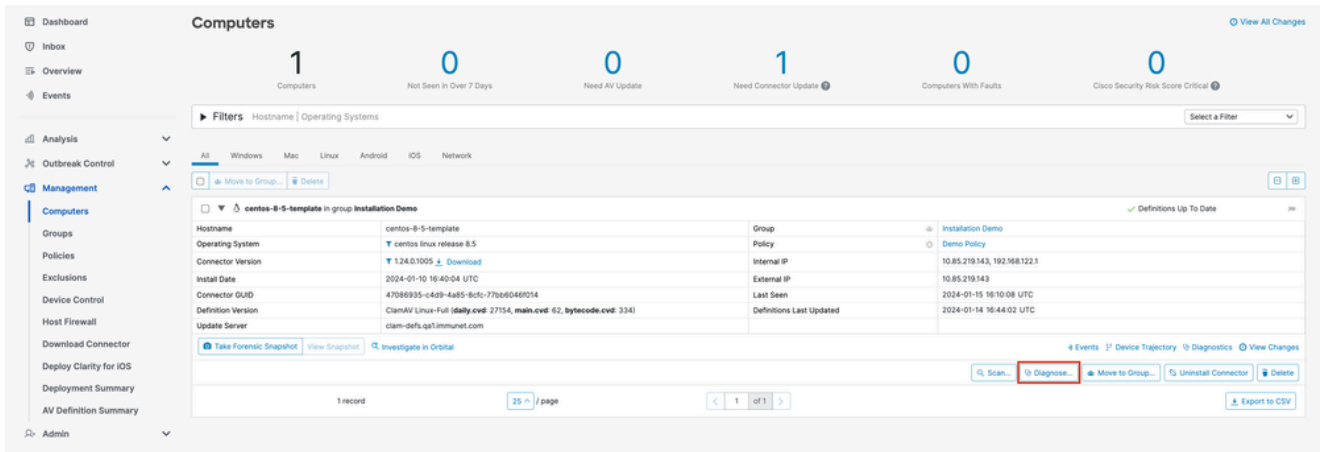 Dashboard
Inbox
Overview
Events
Analysis
Outbreak Control
Management
Computers
Groups
Policies
Exclusions
Device Control
Host Firewall
Download Connector
Deploy Clarity for iOS
Deployment Summary
AV Definition Summary
Admin
Computers
View All Changes
1 0 0 1 0 0
Computers Not Seen in Over 7 Days Need AV Update Need Connector Update Computers With Faults Cisco Security Risk Score Critical
Filters Hostname | Operating Systems Select a Filter
All Windows Mac Linux Android iOS Network
Move to Group... Delete
centos-8-5-template in group Installation Demo Definitions Up To Date
Hostname centos-8-5-template Group Installation Demo
Operating System centos linux release 8.5 Policy Demo Policy
Connector Version 1.24.0.1005 Download Internal IP 10.85.219.143, 192.168.122.1
Install Date 2024-01-10 16:40:04 UTC External IP 10.85.219.143
Connector GUID 47086935-c4d9-4a85-8cfc-77bb6046f014 Last Seen 2024-01-15 16:10:08 UTC
Definition Version ClamAV Linux-Full (daily.cvd: 27154, main.cvd: 62, bytecode.cvd: 334) Definitions Last Updated 2024-01-14 16:44:02 UTC
Update Server clam-defs.qa1.immunet.com
Take Forensic Snapshot View Snapshot Investigate in Orbital Events Device Trajectory Diagnostics View Changes
Scan... Diagnose... Move to Group... Uninstall Connector Delete
1 record 25 / page 1 of 1 Export to CSV